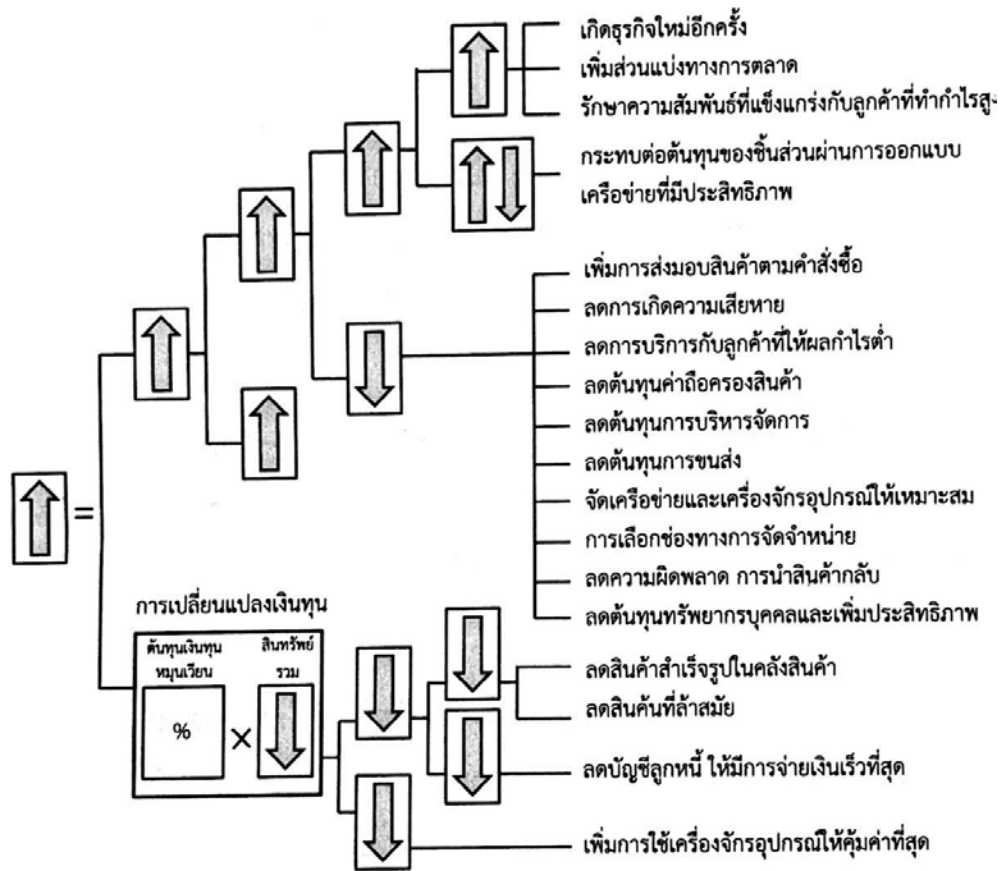 เกิดธุรกิจใหม่อีกครั้ง
เพิ่มส่วนแบ่งทางการตลาด
รักษาความสัมพันธ์ที่แข็งแกร่งกับลูกค้าที่ทำกำไรสูง
กระทบต่อต้นทุนของชิ้นส่วนผ่านการออกแบบ
เครือข่ายที่มีประสิทธิภาพ
เพิ่มการส่งมอบสินค้าตามคำสั่งซื้อ
ลดการเกิดความเสียหาย
ลดการบริการกับลูกค้าที่ให้ผลกำไรต่ำ
ลดต้นทุนค่าถือครองสินค้า
ลดต้นทุนการบริหารจัดการ
ลดต้นทุนการขนส่ง
จัดเครือข่ายและเครื่องจักรอุปกรณ์ให้เหมาะสม
การเลือกช่องทางการจัดจำหน่าย
ลดความผิดพลาด การนำสินค้ากลับ
ลดต้นทุนทรัพยากรบุคคลและเพิ่มประสิทธิภาพ
=
การเปลี่ยนแปลงเงินทุน
ต้นทุนเงินทุน
หมุนเวียน
สินทรัพย์
รวม
% ×
ลดสินค้าสำเร็จรูปในคลังสินค้า
ลดสินค้นที่ล้าสมัย
ลดบัญชีลูกหนี้ ให้มีการจ่ายเงินเร็วที่สุด
เพิ่มการใช้เครื่องจักรอุปกรณ์ให้คุ้มค่าที่สุด